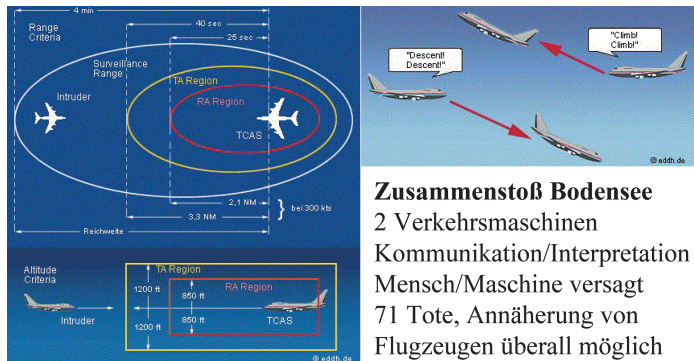 4 min
Range
Criteria
40 sec
25 sec
Surveillance
Range
TA Region
Intruder
RA Region
TCAS
2,1 NM
3,3 NM
bei 300 kts
Reichweite
Altitude
Criteria
TA Region
1200 ft
RA Region
850 ft
Intruder
TCAS
1200 ft
850 ft
© eddh.de
"Descent!
Descent!"
"Climb!
Climb!"
© eddh.de
Zusammenstoß Bodensee
2 Verkehrsmaschinen
Kommunikation/Interpretation
Mensch/Maschine versagt
71 Tote, Annäherung von
Flugzeugen überall möglich